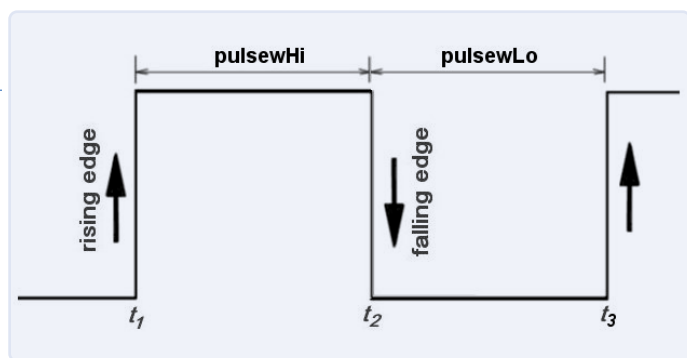 pulsewHi
pulsewLo
rising edge
falling edge
t1
t2
t3